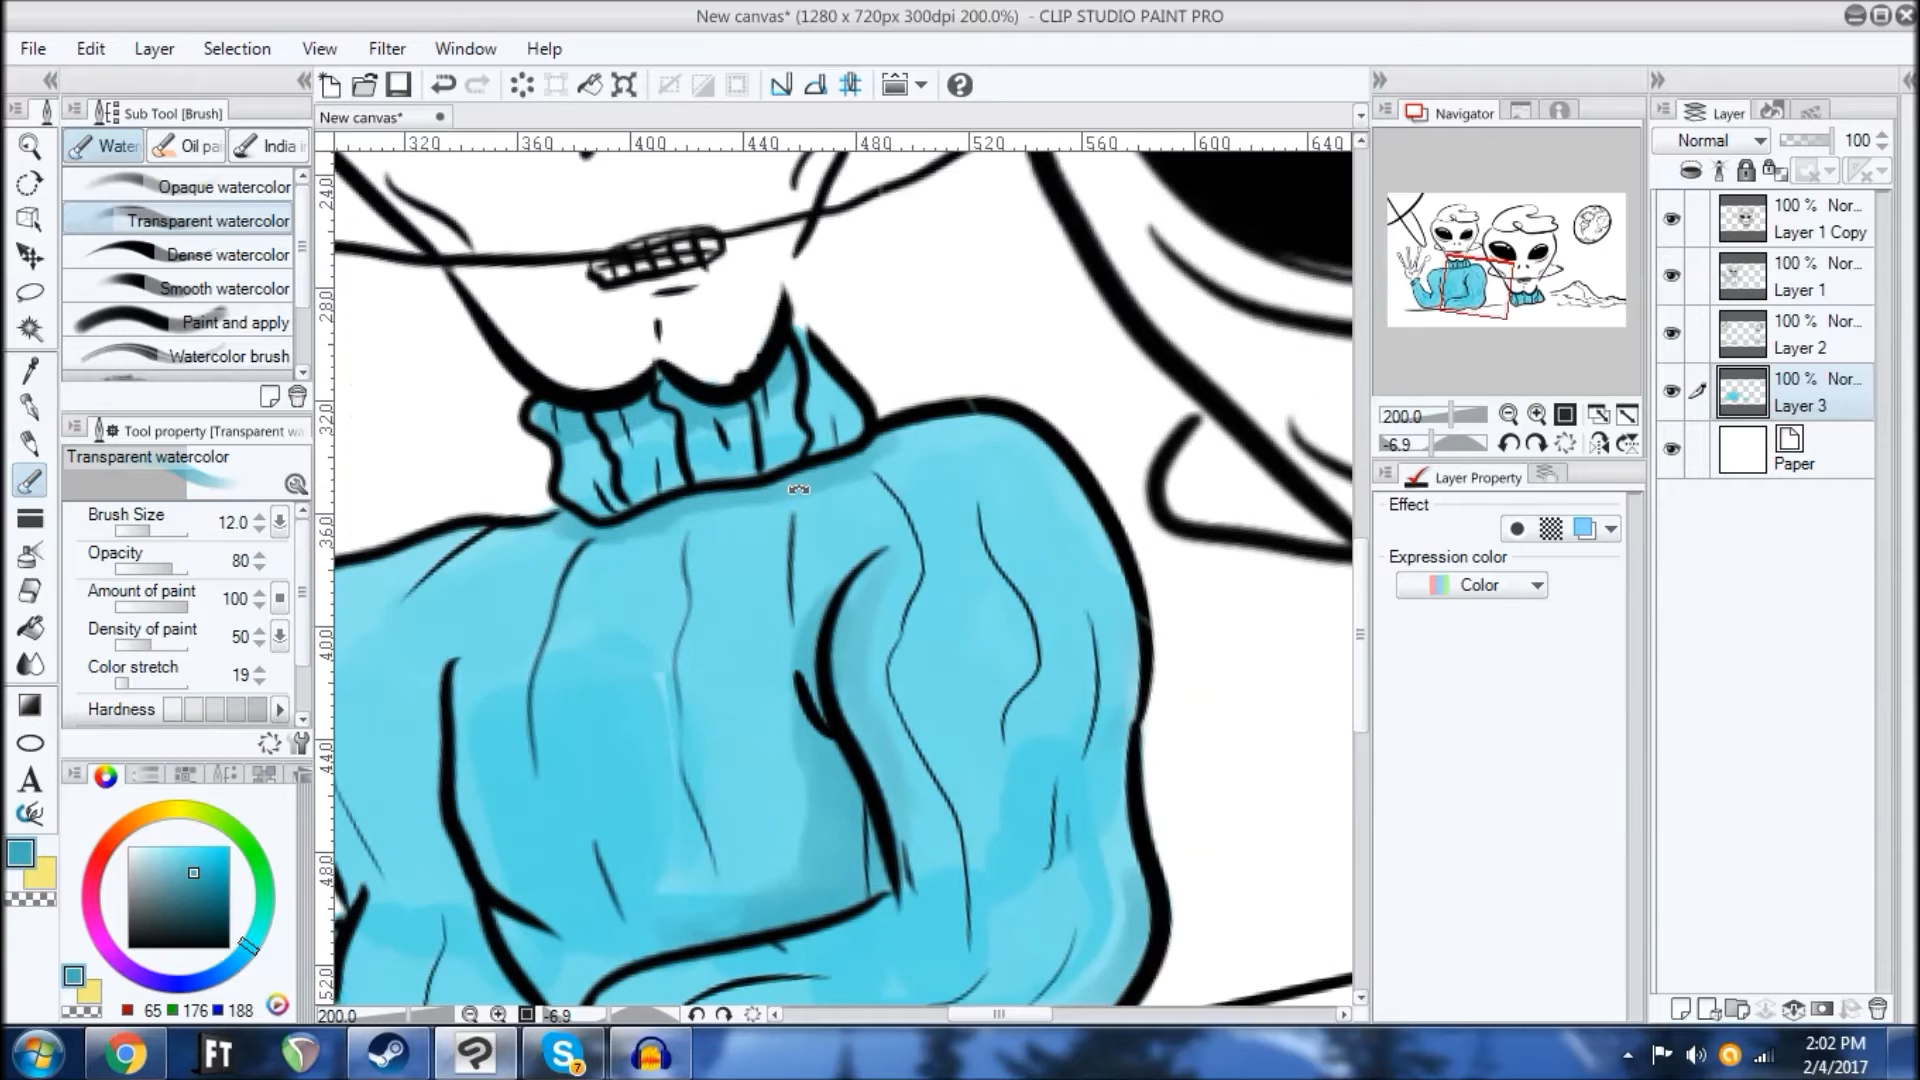 New canvas* (1280 x 720px 300dpi 200.0%) - CLIP STUDIO PAINT PRO
File Edit Layer Selection View Filter Window Help
Sub Tool [Brush]
Water Oil pai India i
Opaque watercolor
Transparent watercolor
Dense watercolor
Smooth watercolor
Paint and apply
Watercolor brush
Tool property [Transparent wa
Transparent watercolor
Brush Size 12.0
Opacity 80
Amount of paint 100
Density of paint 50
Color stretch 19
Hardness
65 176 188
New canvas*
320 360 400 440 480 520 560 600 640
240
280
320
360
400
440
480
520
200.0 -6.9
Navigator
200.0
-6.9
Layer Property
Effect
Expression color
Color
Layer
Normal 100
100 % Nor...
Layer 1 Copy
100 % Nor...
Layer 1
100 % Nor...
Layer 2
100 % Nor...
Layer 3
Paper
FT
S
7
2:02 PM
2/4/2017